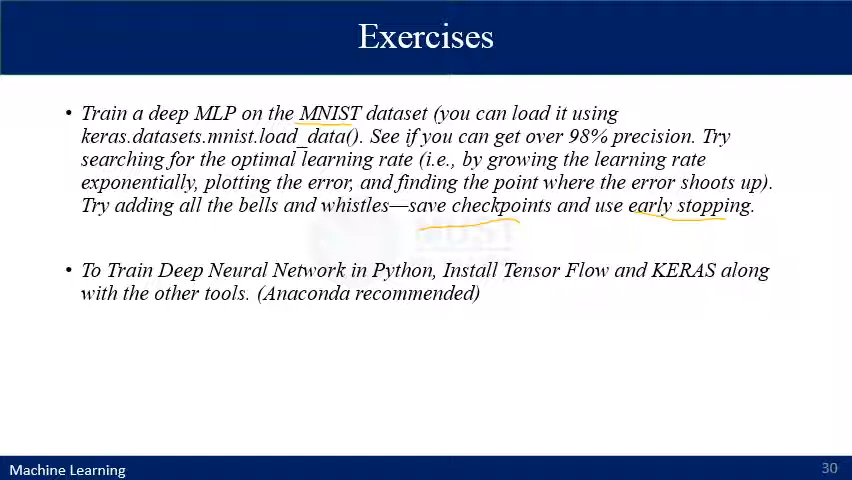 Exercises
• Train a deep MLP on the MNIST dataset (you can load it using
keras.datasets.mnist.load_data(). See if you can get over 98% precision. Try
searching for the optimal learning rate (i.e., by growing the learning rate
exponentially, plotting the error, and finding the point where the error shoots up).
Try adding all the bells and whistles—save checkpoints and use early stopping.
• To Train Deep Neural Network in Python, Install Tensor Flow and KERAS along
with the other tools. (Anaconda recommended)
Machine Learning
30